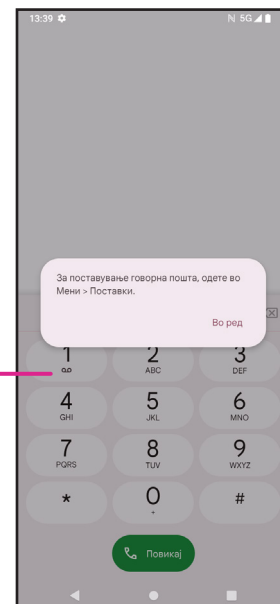 13:39 N 5G
За поставување говорна пошта, одете во
Мени > Поставки.
Во ред
1 2 3
ABC DEF
4 5 6
GHI JKL MNO
7 8 9
PQRS TUV WXYZ
* 0 #
+
Повикај